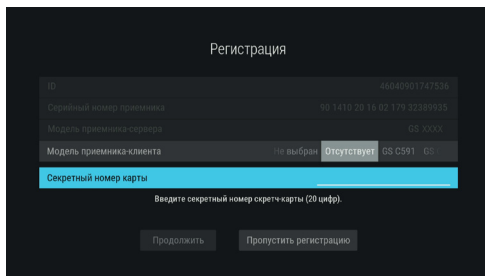 Регистрация
ID 46040901747536
Серийный номер приемника 90 1410 20 16 02 179 32389935
Модель приемника-сервера GS XXXX
Модель приемника-клиента Не выбран Отсутствует GS C591 GS
Секретный номер карты
Введите секретный номер скретч-карты (20 цифр).
Продолжить Пропустить регистрацию